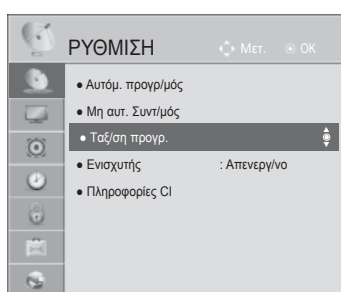 ΡΥΘΜΙΣΗ Μετ. OK
● Αυτόμ. προγρ/μός
● Μη αυτ. Συντ/μός
● Ταξ/ση προγρ.
● Ενισχυτής : Απενεργ/νο
● Πληροφορίες CI